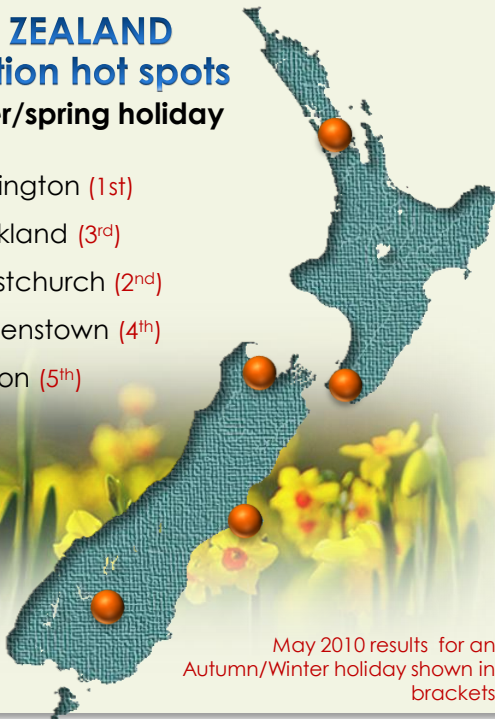 ZEALAND
tion hot spots
er/spring holiday
ington (1st)
kland (3rd)
stchurch (2nd)
enstown (4th)
on (5th)
May 2010 results for an
Autumn/Winter holiday shown in
brackets